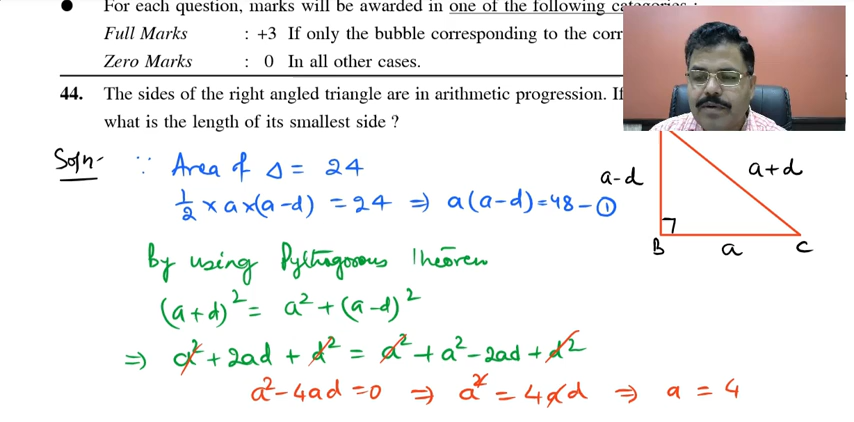 ● For each question, marks will be awarded in one of the following categories :
Full Marks : +3 If only the bubble corresponding to the corr
Zero Marks : 0 In all other cases.
44. The sides of the right angled triangle are in arithmetic progression. If
what is the length of its smallest side ?
Soln- ∵ Area of Δ = 24
1/2 × a × (a-d) = 24 ⇒ a(a-d) = 48 - ①
a-d
a+d
B a C
by using Pythogorous Theoren
(a+d)² = a² + (a-d)²
⇒ a² + 2ad + d² = a² + a² - 2ad + d²
a² - 4ad = 0 ⇒ a² = 4ad ⇒ a = 4